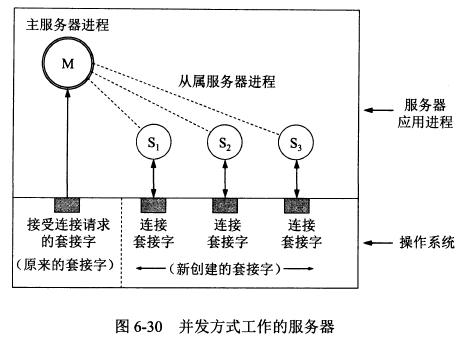 主服务器进程
M
从属服务器进程
服务器
应用进程
S1
S2
S3
接受连接请求
的套接字
(原来的套接字)
连接
套接字
连接
套接字
连接
套接字
(新创建的套接字)
操作系统
图 6-30 并发方式工作的服务器